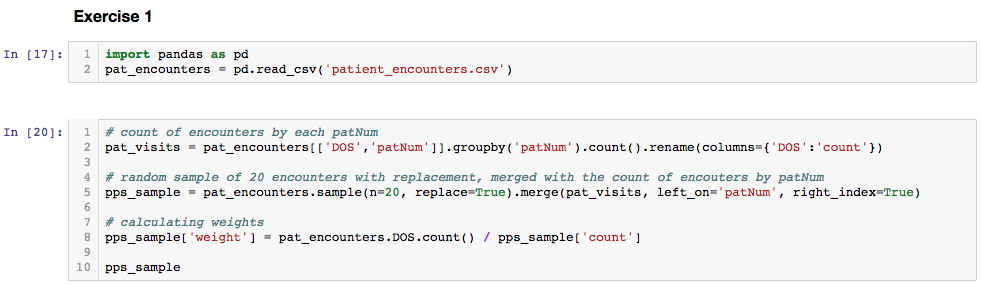 Exercise 1
In [17]:
1 import pandas as pd
2 pat_encounters = pd.read_csv('patient_encounters.csv')
In [20]:
1 # count of encounters by each patNum
2 pat_visits = pat_encounters[['DOS','patNum']].groupby('patNum').count().rename(columns={'DOS':'count'})
3
4 # random sample of 20 encounters with replacement, merged with the count of encouters by patNum
5 pps_sample = pat_encounters.sample(n=20, replace=True).merge(pat_visits, left_on='patNum', right_index=True)
6
7 # calculating weights
8 pps_sample['weight'] = pat_encounters.DOS.count() / pps_sample['count']
9
10 pps_sample